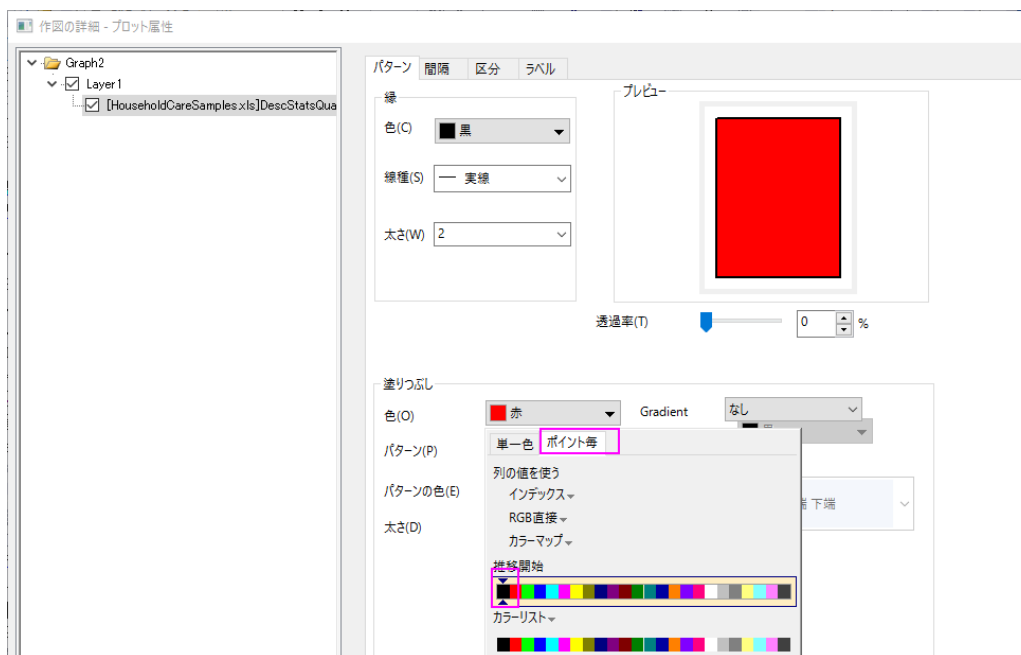 作図の詳細 - プロット属性
Graph2
Layer1
[HouseholdCareSamples.xls]DescStatsQua
パターン 間隔 区分 ラベル
縁
色(C) 黒
線種(S) 実線
太さ(W) 2
プレビュー
透過率(T) 0 %
塗りつぶし
色(O) 赤 Gradient なし
パターン(P)
パターンの色(E)
太さ(D)
単一色 ポイント毎
列の値を使う
インデックス
RGB直接
カラーマップ
下端
推移開始
カラーリスト